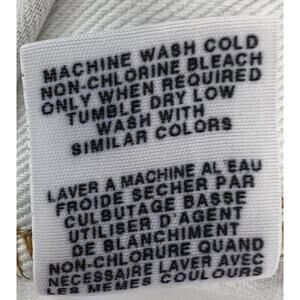 MACHINE WASH COLD
NON-CHLORINE BLEACH
ONLY WHEN REQUIRED
TUMBLE DRY LOW
WASH WITH
SIMILAR COLORS
LAVER A MACHINE AL'EAU
FROIDE SECHER PAR
CULBUTAGE BASSE
UTILISER D'AGENT
DE BLANCHIMENT
NON-CHLORURE QUAND
NECESSAIRE LAVER AVEC
LES MEMES COULOURS